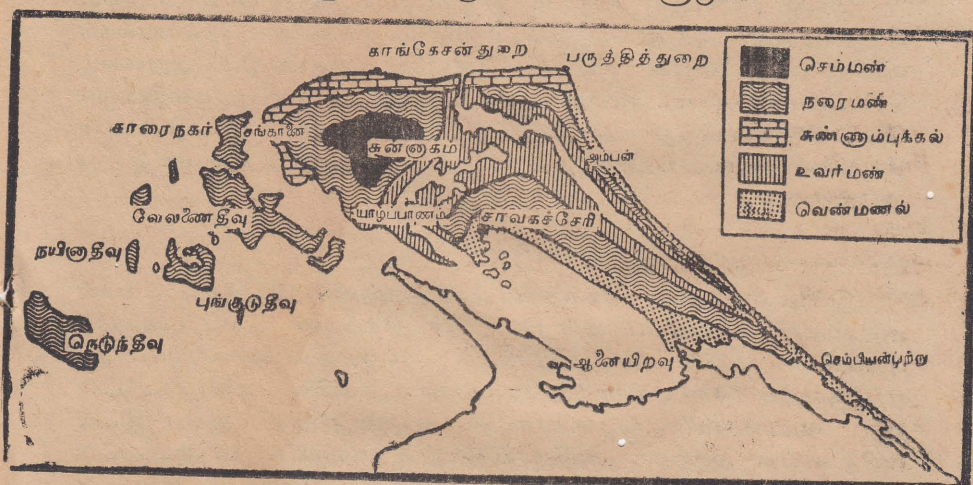 காங்கேசன்துறை
பருத்தித்துறை
செம்மண்
நரை மண்
சுண்ணாம்புக்கல்
உவர் மண்
வெண்மணல்
காரைநகர்
சங்கானை
சுன்னாகம்
அம்பன்
வேலணைதீவு
யாழ்ப்பாணம்
சாவகச்சேரி
நயினாதீவு
புங்குடுதீவு
நெடுந்தீவு
ஆனையிறவு
செம்பியன்பற்று